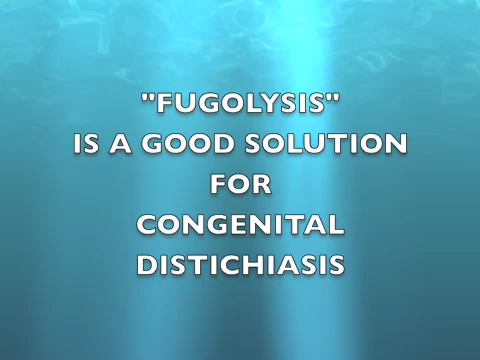 "FUGOLYSIS"
IS A GOOD SOLUTION
FOR
CONGENITAL
DISTICHIASIS